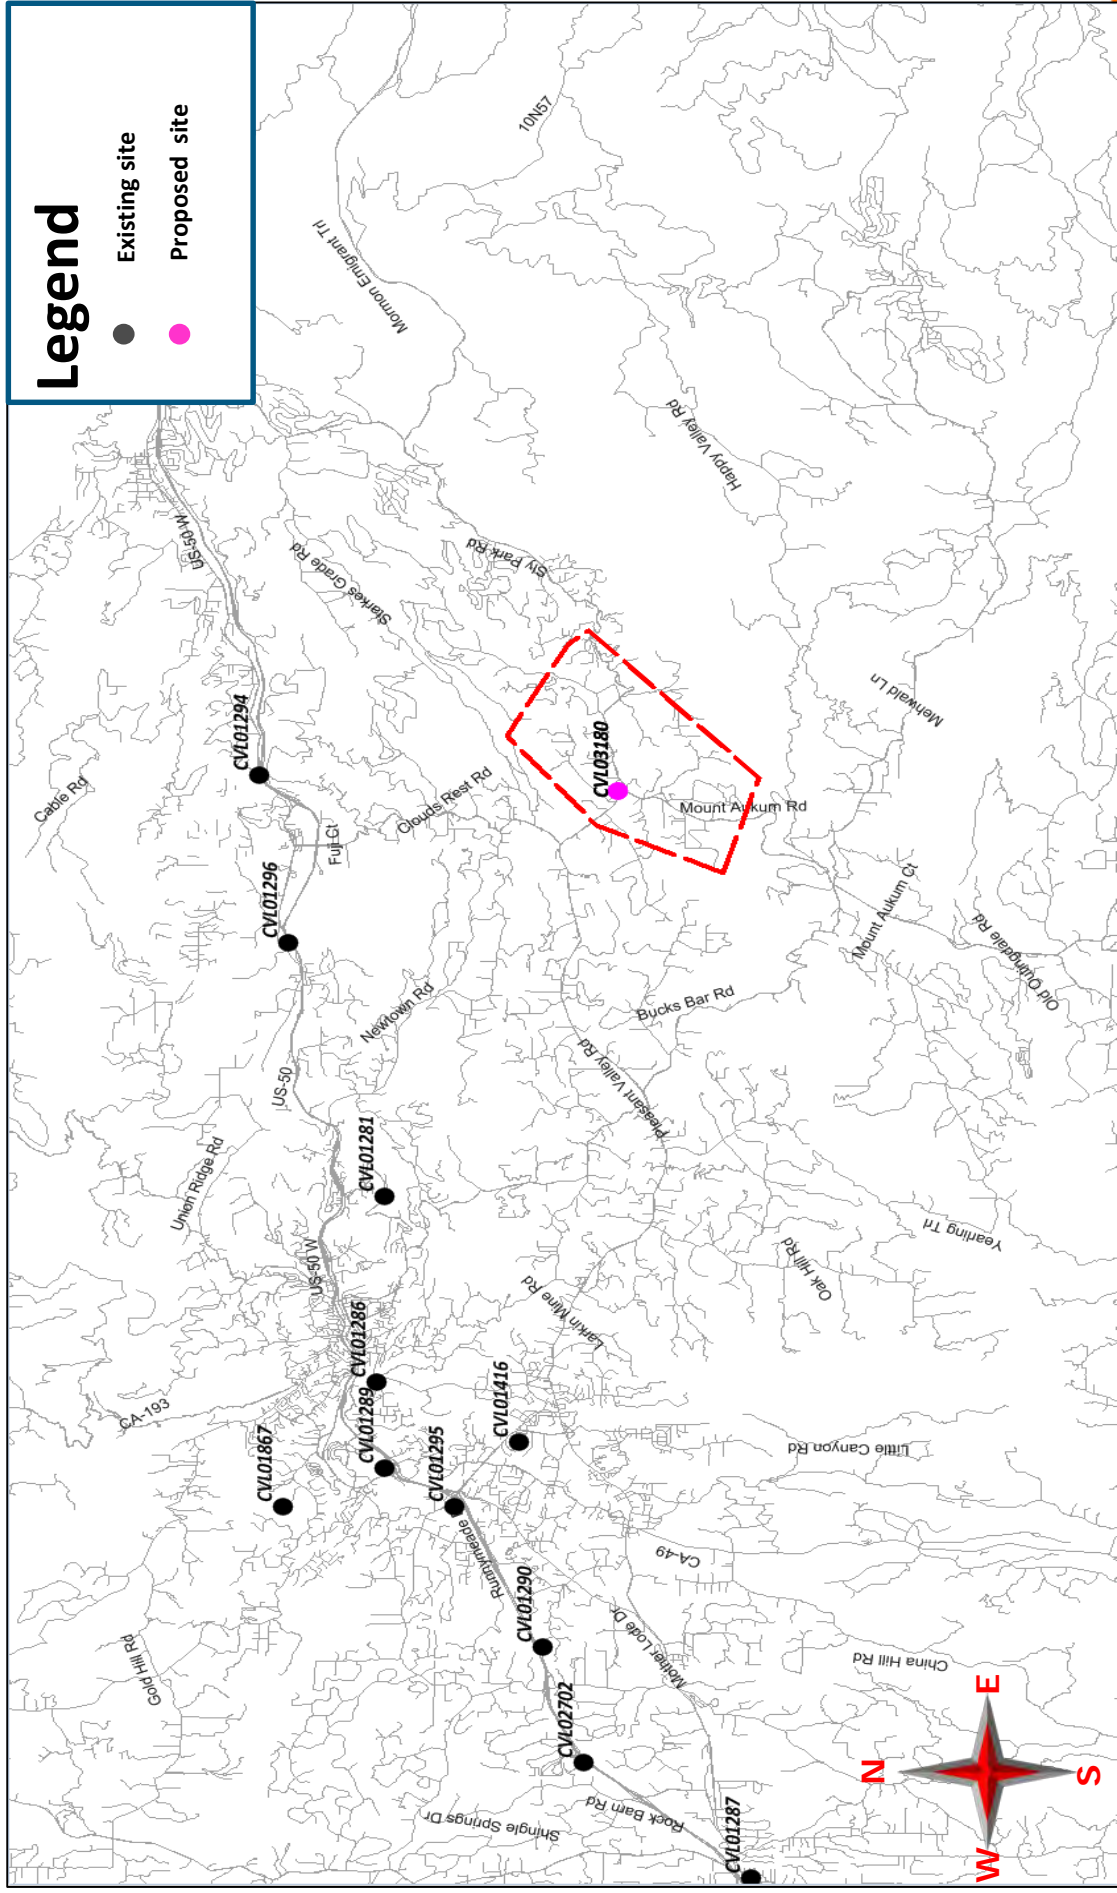 Legend
Existing site
Proposed site
10N57
Mormon Emigrant Trl
Happy Valley Rd
US-50 W
Starkes Grade Rd
Sly Park Rd
CVL01294
Cable Rd
Clouds Rest Rd
CVL03180
Mount Aukum Rd
Mehwald Ln
Fuji Ct
CVL01296
Mount Aukum Ct
Old Outingdale Rd
Newtown Rd
Bucks Bar Rd
US-50
Pleasant Valley Rd
Union Ridge Rd
CVL01281
US-50 W
Yearling Trl
Oak Hill Rd
Larkin Mine Rd
CVL01286
CVL01289
CA-193
CVL01416
CVL01867
CVL01295
Little Canyon Rd
Runnymeade
CA-49
CVL01290
Mother Lode Dr
Gold Hill Rd
China Hill Rd
CVL02702
Shingle Springs Dr
Rock Barn Rd
CVL01287
N
W
E
S